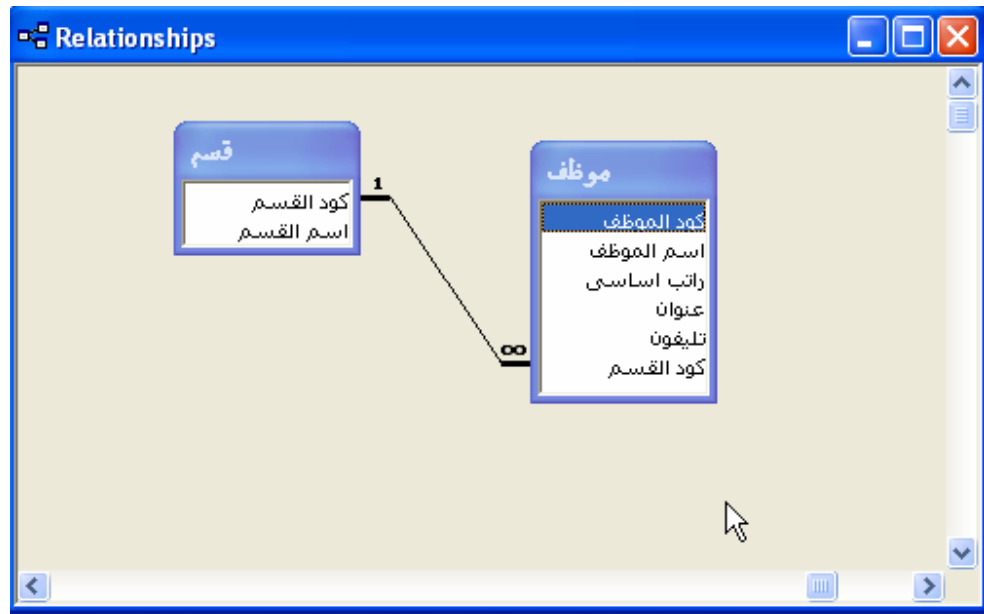 Relationships
قسم
كود القسم
اسم القسم
1
∞
موظف
كود الموظف
اسم الموظف
راتب اساسى
عنوان
تليفون
كود القسم